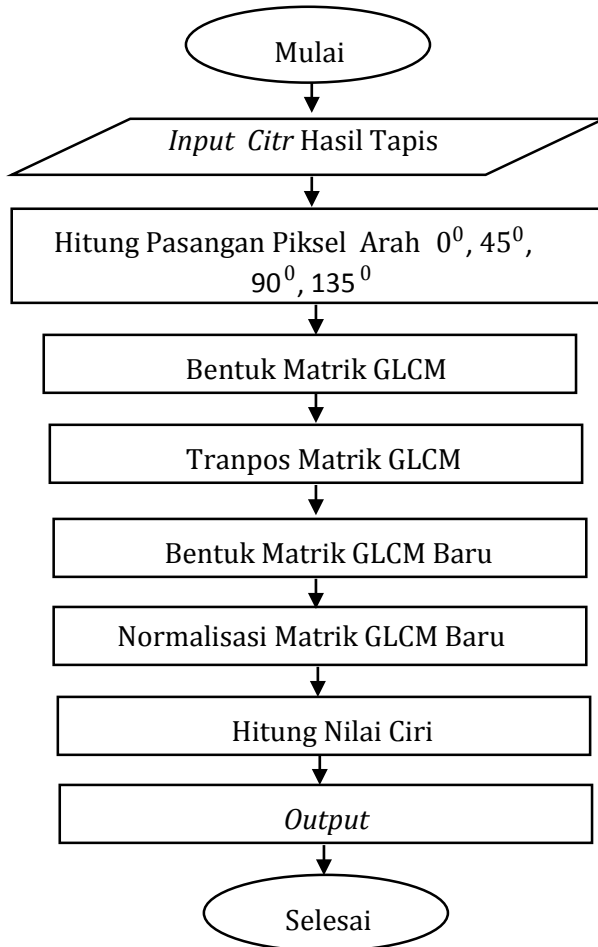 Mulai
Input Citr Hasil Tapis
Hitung Pasangan Piksel Arah 0⁰, 45⁰,
90⁰, 135⁰
Bentuk Matrik GLCM
Tranpos Matrik GLCM
Bentuk Matrik GLCM Baru
Normalisasi Matrik GLCM Baru
Hitung Nilai Ciri
Output
Selesai